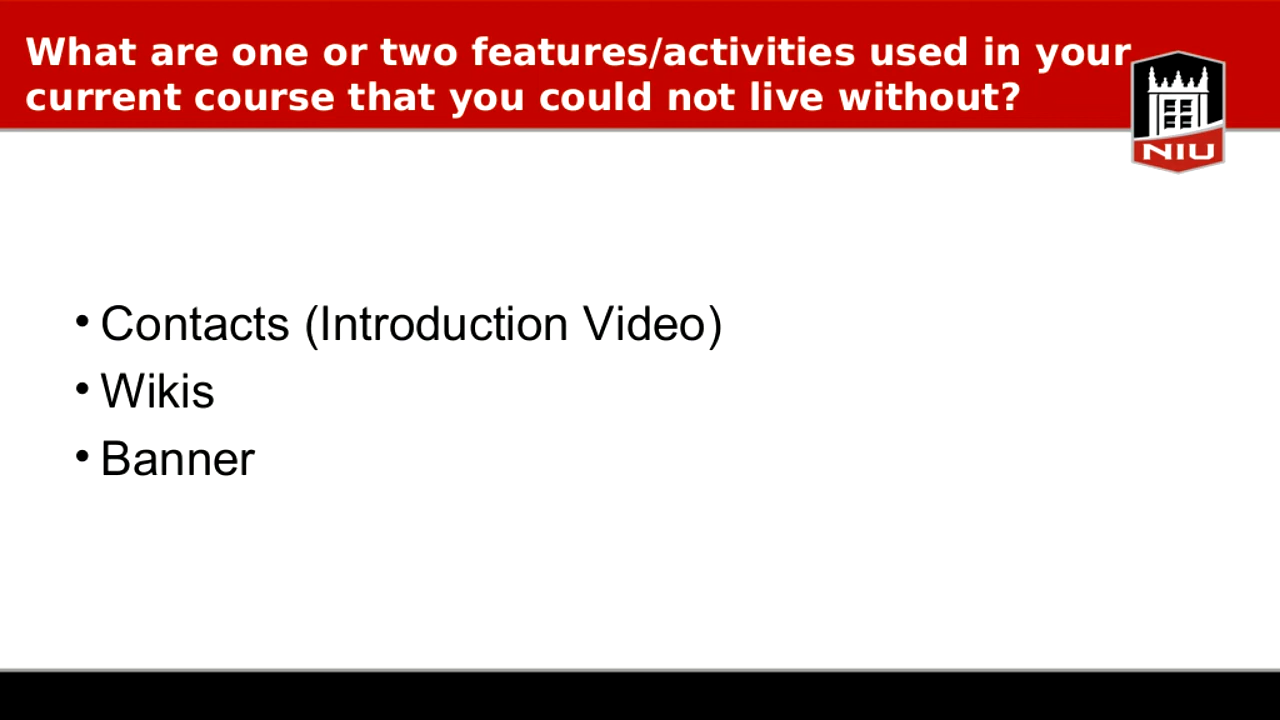 What are one or two features/activities used in your
current course that you could not live without?
NIU
• Contacts (Introduction Video)
• Wikis
• Banner